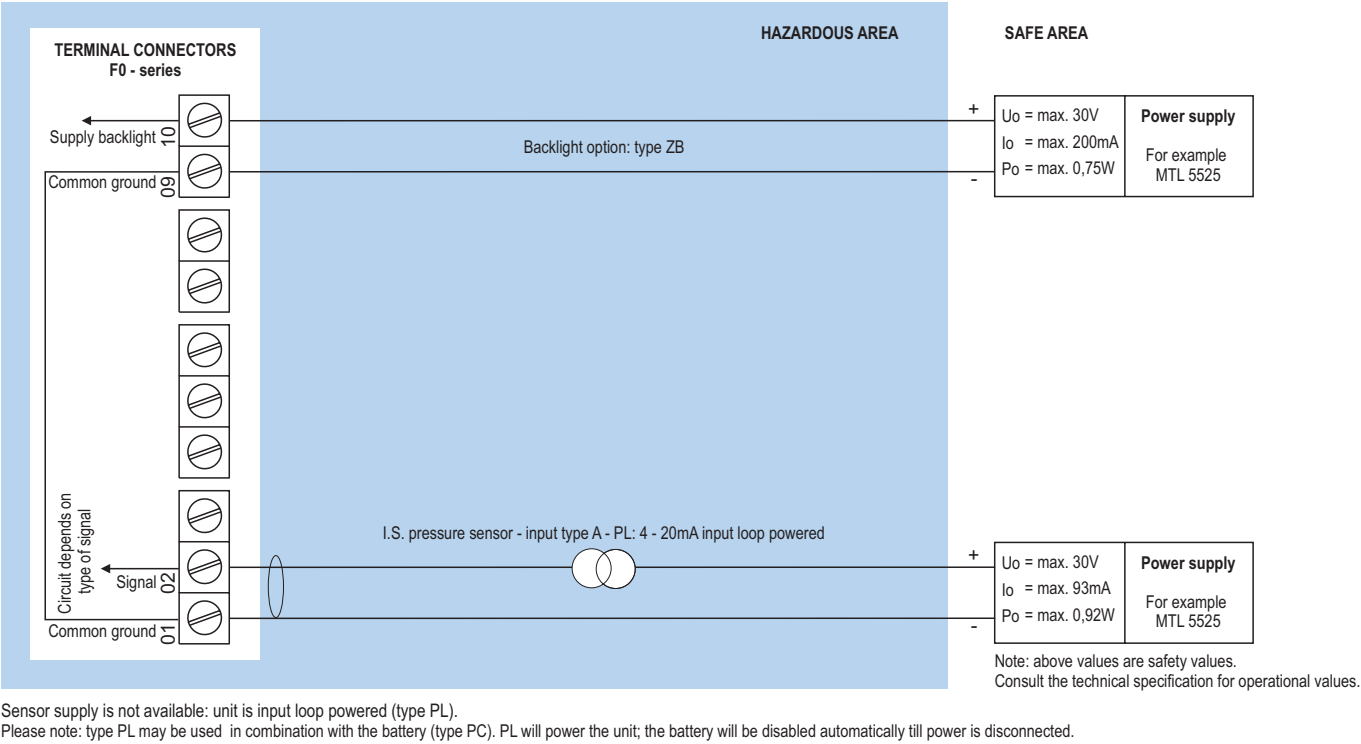 HAZARDOUS AREA
SAFE AREA
TERMINAL CONNECTORS
F0 - series
Supply backlight
10
Common ground
09
Backlight option: type ZB
+
-
Uo = max. 30V
Io = max. 200mA
Po = max. 0,75W
Power supply
For example
MTL 5525
Circuit depends on
type of signal
Signal
02
Common ground
01
I.S. pressure sensor - input type A - PL: 4 - 20mA input loop powered
+
-
Uo = max. 30V
Io = max. 93mA
Po = max. 0,92W
Power supply
For example
MTL 5525
Note: above values are safety values.
Consult the technical specification for operational values.
Sensor supply is not available: unit is input loop powered (type PL).
Please note: type PL may be used in combination with the battery (type PC). PL will power the unit; the battery will be disabled automatically till power is disconnected.